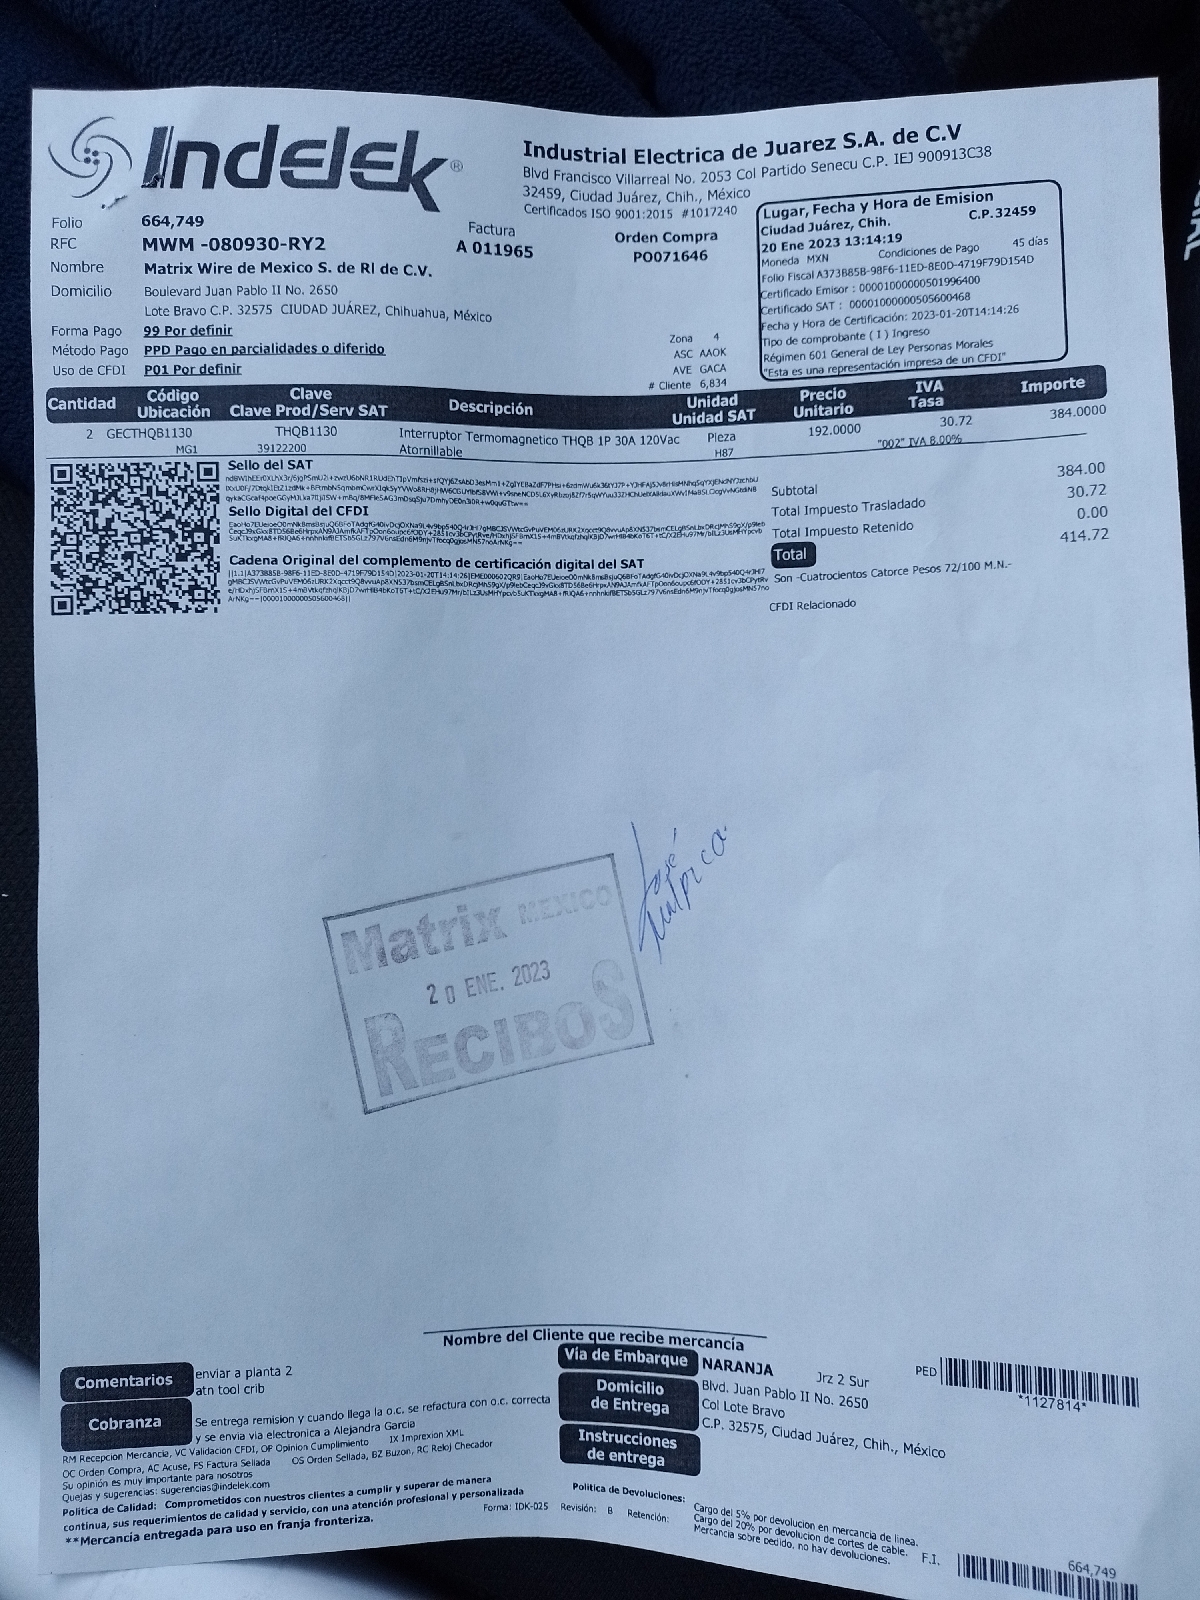 Indelek®
Industrial Electrica de Juarez S.A. de C.V
Blvd Francisco Villarreal No. 2053 Col Partido Senecu C.P. IEJ 900913C38
32459, Ciudad Juárez, Chih., México
Certificados ISO 9001:2015 #1017240
Folio 664,749
RFC MWM -080930-RY2
Nombre Matrix Wire de Mexico S. de Rl de C.V.
Domicilio Boulevard Juan Pablo II No. 2650
Lote Bravo C.P. 32575 CIUDAD JUÁREZ, Chihuahua, México
Forma Pago 99 Por definir
Método Pago PPD Pago en parcialidades o diferido
Uso de CFDI P01 Por definir
Factura
A 011965
Orden Compra
PO071646
Zona 4
ASC AAOK
AVE GACA
# Cliente 6,834
Lugar, Fecha y Hora de Emision
Ciudad Juárez, Chih. C.P.32459
20 Ene 2023 13:14:19
Moneda MXN Condiciones de Pago 45 días
Folio Fiscal A373B85B-98F6-11ED-8E0D-4719F79D154D
Certificado Emisor : 00001000000501996400
Certificado SAT : 00001000000505600468
Fecha y Hora de Certificación: 2023-01-20T14:14:26
Tipo de comprobante ( I ) Ingreso
Régimen 601 General de Ley Personas Morales
"Esta es una representación impresa de un CFDI"
Cantidad Código Ubicación Clave Clave Prod/Serv SAT Descripción Unidad Unidad SAT Precio Unitario IVA Tasa Importe
2 GECTHQB1130 THQB1130 Interruptor Termomagnetico THQB 1P 30A 120Vac Pieza 192.0000 30.72 384.0000
MG1 39122200 Atornillable H87 "002" IVA 8.00%
Sello del SAT
Sello Digital del CFDI
Cadena Original del complemento de certificación digital del SAT
Subtotal 384.00
Total Impuesto Trasladado 30.72
Total Impuesto Retenido 0.00
Total 414.72
Son -Cuatrocientos Catorce Pesos 72/100 M.N.-
CFDI Relacionado
José
Matrix MEXICO
20 ENE. 2023
RECIBOS
Nombre del Cliente que recibe mercancía
Comentarios enviar a planta 2
atn tool crib
Cobranza Se entrega remision y cuando llega la o.c. se refactura con o.c. correcta
y se envia via electronica a Alejandra Garcia
RM Recepcion Mercancia, VC Validacion CFDI, OP Opinion Cumplimiento IX Imprexion XML
OC Orden Compra, AC Acuse, FS Factura Sellada OS Orden Sellada, BZ Buzon, RC Reloj Checador
Su opinión es muy importante para nosotros
Quejas y sugerencias: sugerencias@indelek.com
Política de Calidad: Comprometidos con nuestros clientes a cumplir y superar de manera
continua, sus requerimientos de calidad y servicio, con una atención profesional y personalizada
**Mercancia entregada para uso en franja fronteriza.
Forma: IDK-025 Revisión: B Retención:
Vía de Embarque NARANJA Jrz 2 Sur
Domicilio de Entrega Blvd. Juan Pablo II No. 2650
Col Lote Bravo
C.P. 32575, Ciudad Juárez, Chih., México
Instrucciones de entrega
PED
*1127814*
Política de Devoluciones:
Cargo del 5% por devolucion en mercancia de linea.
Cargo del 20% por devolucion de cortes de cable.
Mercancia sobre pedido, no hay devoluciones.
F.I.
664,749